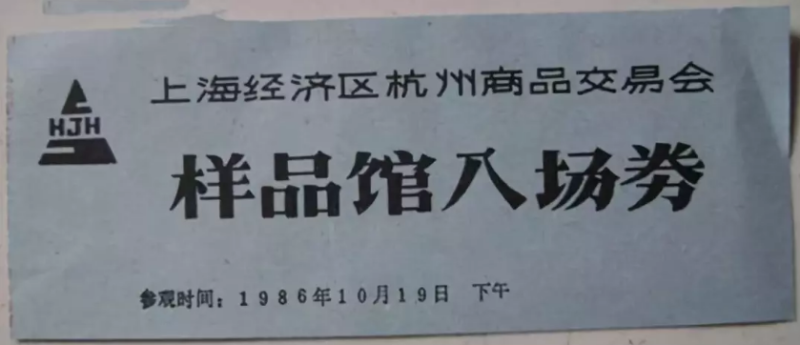 HJH
上海经济区杭州商品交易会
样品馆入场券
参观时间：1986年10月19日 下午